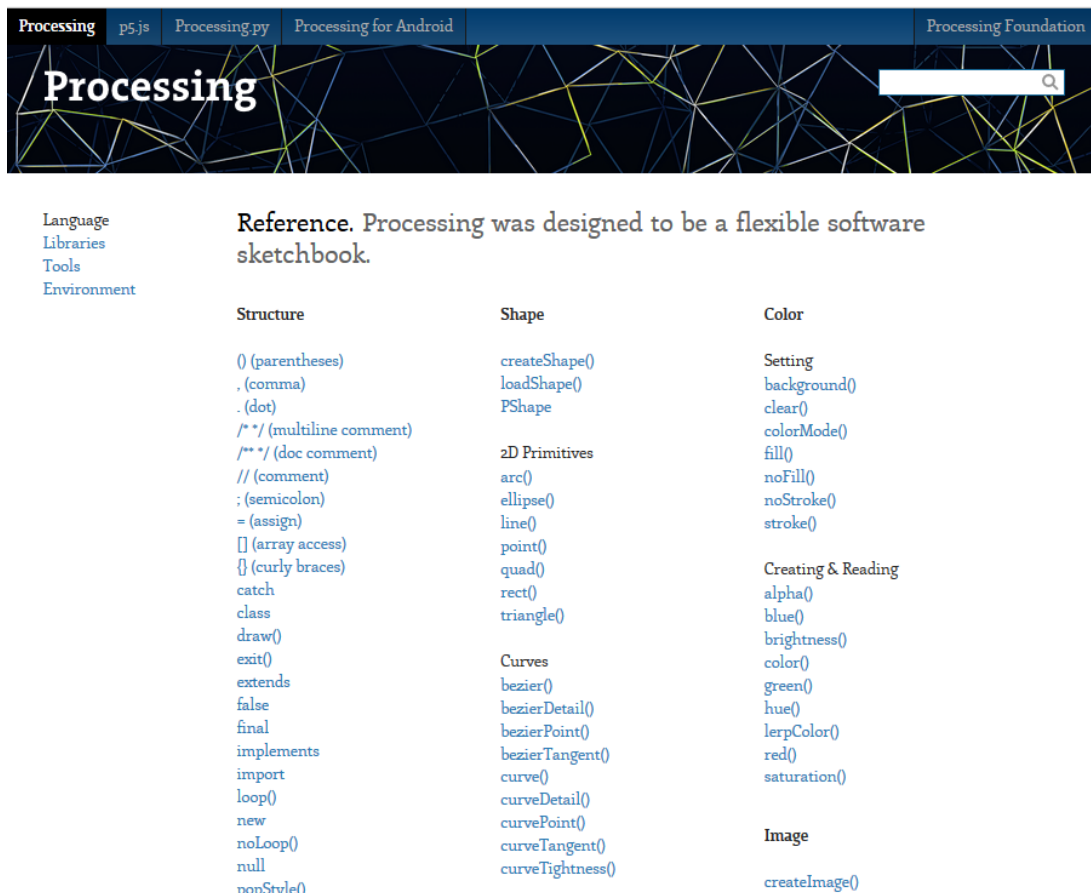 Processing
p5.js
Processing.py
Processing for Android
Processing Foundation
Processing
Language
Libraries
Tools
Environment
Reference. Processing was designed to be a flexible software
sketchbook.
Structure
() (parentheses)
, (comma)
. (dot)
/* */ (multiline comment)
/** */ (doc comment)
// (comment)
; (semicolon)
= (assign)
[] (array access)
{} (curly braces)
catch
class
draw()
exit()
extends
false
final
implements
import
loop()
new
noLoop()
null
popStyle()
Shape
createShape()
loadShape()
PShape
2D Primitives
arc()
ellipse()
line()
point()
quad()
rect()
triangle()
Curves
bezier()
bezierDetail()
bezierPoint()
bezierTangent()
curve()
curveDetail()
curvePoint()
curveTangent()
curveTightness()
Color
Setting
background()
clear()
colorMode()
fill()
noFill()
noStroke()
stroke()
Creating & Reading
alpha()
blue()
brightness()
color()
green()
hue()
lerpColor()
red()
saturation()
Image
createImage()